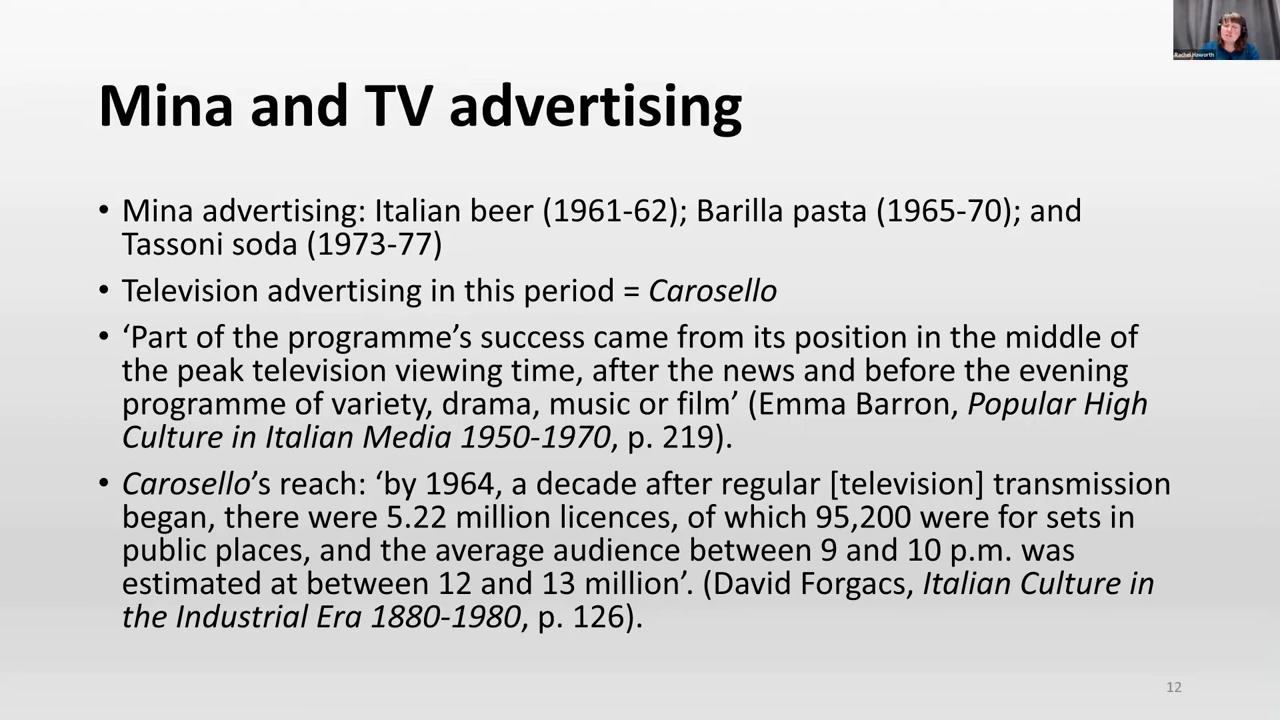 Rachel Haworth
Mina and TV advertising
• Mina advertising: Italian beer (1961-62); Barilla pasta (1965-70); and
Tassoni soda (1973-77)
• Television advertising in this period = Carosello
• ‘Part of the programme’s success came from its position in the middle of
the peak television viewing time, after the news and before the evening
programme of variety, drama, music or film’ (Emma Barron, Popular High
Culture in Italian Media 1950-1970, p. 219).
• Carosello’s reach: ‘by 1964, a decade after regular [television] transmission
began, there were 5.22 million licences, of which 95,200 were for sets in
public places, and the average audience between 9 and 10 p.m. was
estimated at between 12 and 13 million’. (David Forgacs, Italian Culture in
the Industrial Era 1880-1980, p. 126).
12